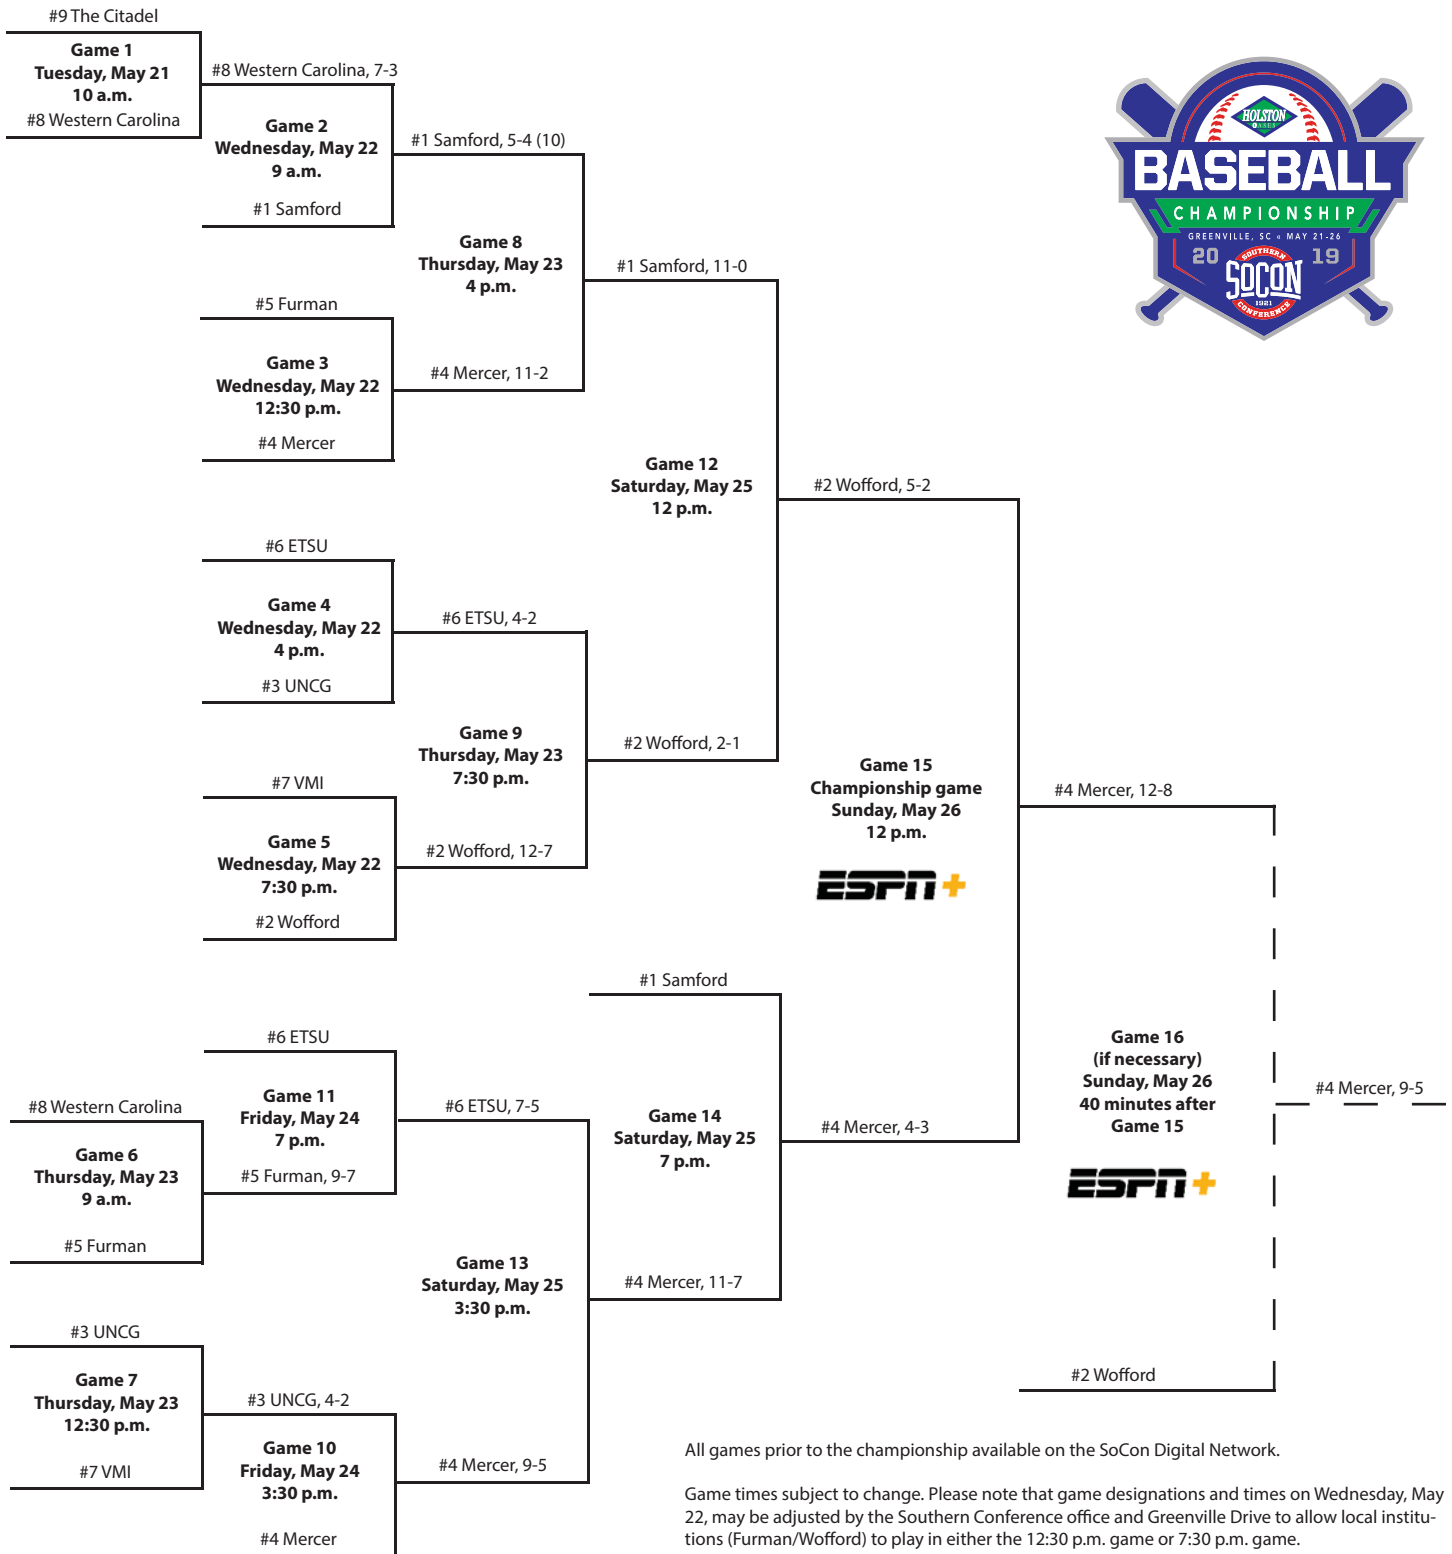 #9 The Citadel
Game 1
Tuesday, May 21
10 a.m.
#8 Western Carolina
#8 Western Carolina, 7-3
Game 2
Wednesday, May 22
9 a.m.
#1 Samford
#1 Samford, 5-4 (10)
Game 8
Thursday, May 23
4 p.m.
#5 Furman
Game 3
Wednesday, May 22
12:30 p.m.
#4 Mercer
#4 Mercer, 11-2
#1 Samford, 11-0
Game 12
Saturday, May 25
12 p.m.
#6 ETSU
Game 4
Wednesday, May 22
4 p.m.
#3 UNCG
#6 ETSU, 4-2
Game 9
Thursday, May 23
7:30 p.m.
#7 VMI
Game 5
Wednesday, May 22
7:30 p.m.
#2 Wofford
#2 Wofford, 12-7
#2 Wofford, 2-1
#2 Wofford, 5-2
Game 15
Championship game
Sunday, May 26
12 p.m.
ESPN+
#4 Mercer, 12-8
#1 Samford
Game 14
Saturday, May 25
7 p.m.
#4 Mercer, 4-3
#6 ETSU
Game 11
Friday, May 24
7 p.m.
#5 Furman, 9-7
#8 Western Carolina
Game 6
Thursday, May 23
9 a.m.
#5 Furman
#6 ETSU, 7-5
Game 13
Saturday, May 25
3:30 p.m.
#4 Mercer, 11-7
#3 UNCG
Game 7
Thursday, May 23
12:30 p.m.
#7 VMI
#3 UNCG, 4-2
Game 10
Friday, May 24
3:30 p.m.
#4 Mercer
#4 Mercer, 9-5
Game 16
(if necessary)
Sunday, May 26
40 minutes after
Game 15
ESPN+
#4 Mercer, 9-5
#2 Wofford
HOLSTON
GASES
BASEBALL
CHAMPIONSHIP
GREENVILLE, SC • MAY 21-26
20 19
SOUTHERN
SOCON
1921
CONFERENCE
All games prior to the championship available on the SoCon Digital Network.
Game times subject to change. Please note that game designations and times on Wednesday, May
22, may be adjusted by the Southern Conference office and Greenville Drive to allow local institu-
tions (Furman/Wofford) to play in either the 12:30 p.m. game or 7:30 p.m. game.